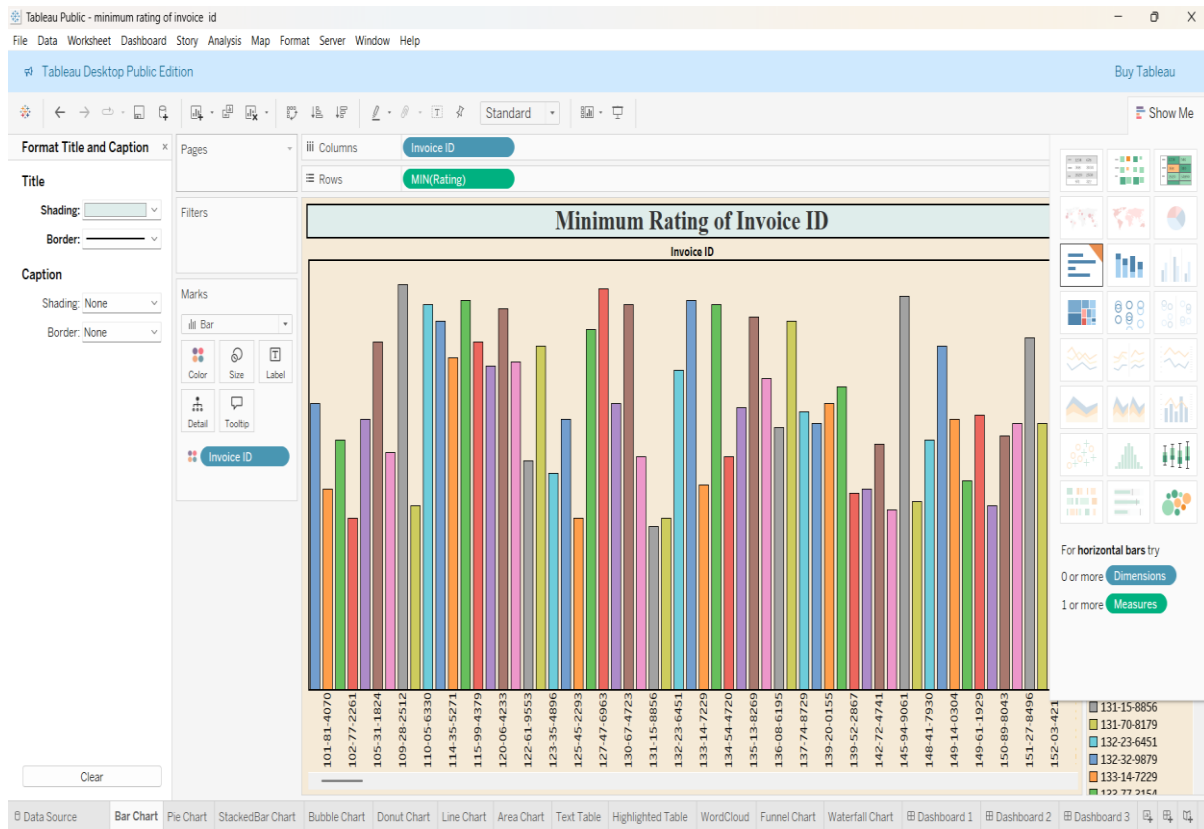 Tableau Public - minimum rating of invoice id
File Data Worksheet Dashboard Story Analysis Map Format Server Window Help
Tableau Desktop Public Edition
Buy Tableau
Standard
Show Me
Format Title and Caption
Title
Shading:
Border:
Caption
Shading: None
Border: None
Clear
Pages
Filters
Marks
Bar
Color Size Label
Detail Tooltip
Invoice ID
Columns Invoice ID
Rows MIN(Rating)
Minimum Rating of Invoice ID
Invoice ID
101-81-4070
102-77-2261
105-31-1824
109-28-2512
110-05-6330
114-35-5271
115-99-4379
120-06-4233
122-61-9553
123-35-4896
125-45-2293
127-47-6963
130-67-4723
131-15-8856
132-23-6451
133-14-7229
134-54-4720
135-13-8269
136-08-6195
137-74-8729
139-20-0155
139-52-2867
142-72-4741
145-94-9061
148-41-7930
149-14-0304
149-61-1929
150-89-8043
151-27-8496
152-03-421
For horizontal bars try
0 or more Dimensions
1 or more Measures
131-15-8856
131-70-8179
132-23-6451
132-32-9879
133-14-7229
133-77-3154
Data Source Bar Chart Pie Chart StackedBar Chart Bubble Chart Donut Chart Line Chart Area Chart Text Table Highlighted Table WordCloud Funnel Chart Waterfall Chart Dashboard 1 Dashboard 2 Dashboard 3